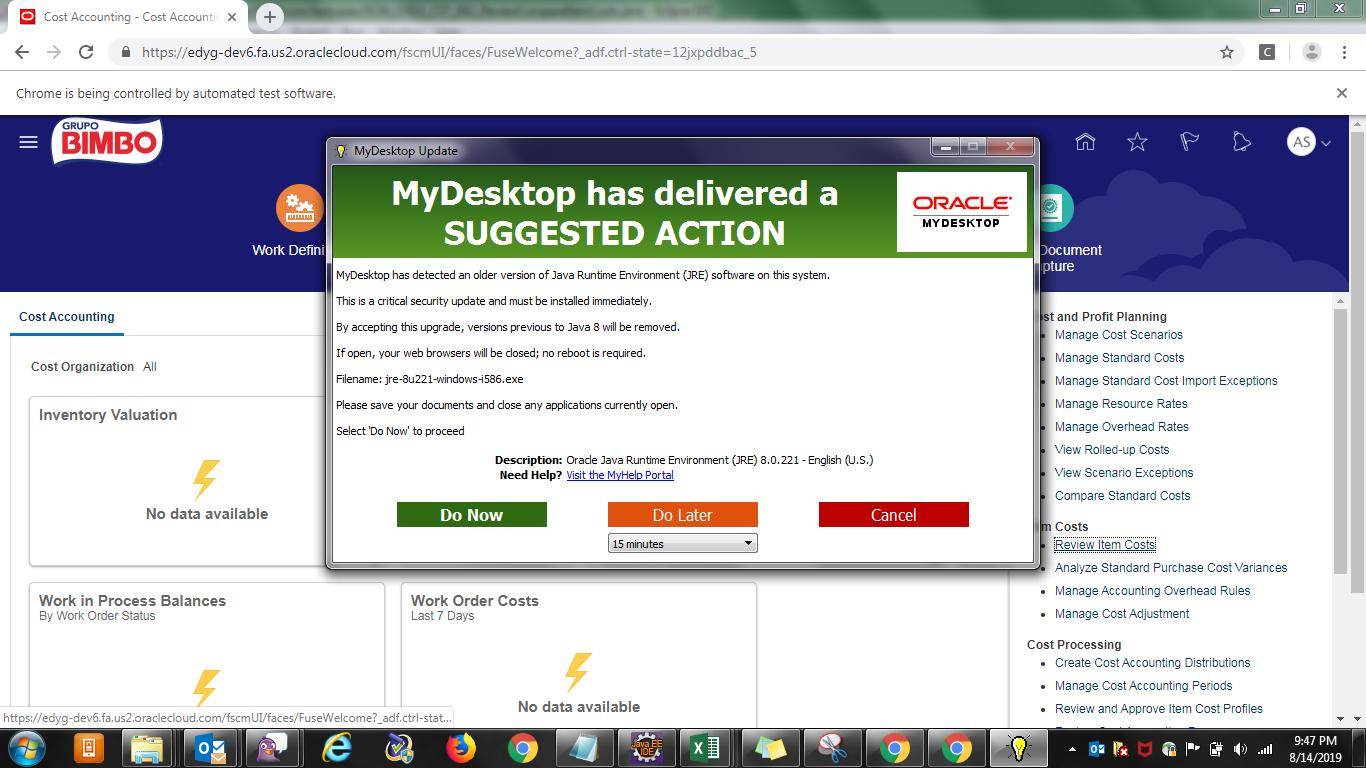 Cost Accounting - Cost Accountin
https://edyg-dev6.fa.us2.oraclecloud.com/fscmUI/faces/FuseWelcome?_adf.ctrl-state=12jxpddbac_5
C
Chrome is being controlled by automated test software.
GRUPO
BIMBO
AS
Work Defini
Document
pture
MyDesktop Update
MyDesktop has delivered a
SUGGESTED ACTION
ORACLE
MYDESKTOP
MyDesktop has detected an older version of Java Runtime Environment (JRE) software on this system.
This is a critical security update and must be installed immediately.
By accepting this upgrade, versions previous to Java 8 will be removed.
If open, your web browsers will be closed; no reboot is required.
Filename: jre-8u221-windows-i586.exe
Please save your documents and close any applications currently open.
Select 'Do Now' to proceed
Description: Oracle Java Runtime Environment (JRE) 8.0.221 - English (U.S.)
Need Help? Visit the MyHelp Portal
Do Now
Do Later
Cancel
15 minutes
Cost Accounting
Cost Organization All
Inventory Valuation
No data available
Work in Process Balances
By Work Order Status
Work Order Costs
Last 7 Days
No data available
st and Profit Planning
Manage Cost Scenarios
Manage Standard Costs
Manage Standard Cost Import Exceptions
Manage Resource Rates
Manage Overhead Rates
View Rolled-up Costs
View Scenario Exceptions
Compare Standard Costs
m Costs
Review Item Costs
Analyze Standard Purchase Cost Variances
Manage Accounting Overhead Rules
Manage Cost Adjustment
Cost Processing
Create Cost Accounting Distributions
Manage Cost Accounting Periods
Review and Approve Item Cost Profiles
https://edyg-dev6.fa.us2.oraclecloud.com/fscmUI/faces/FuseWelcome?_adf.ctrl-stat...
Java EE
IDE
9:47 PM
8/14/2019